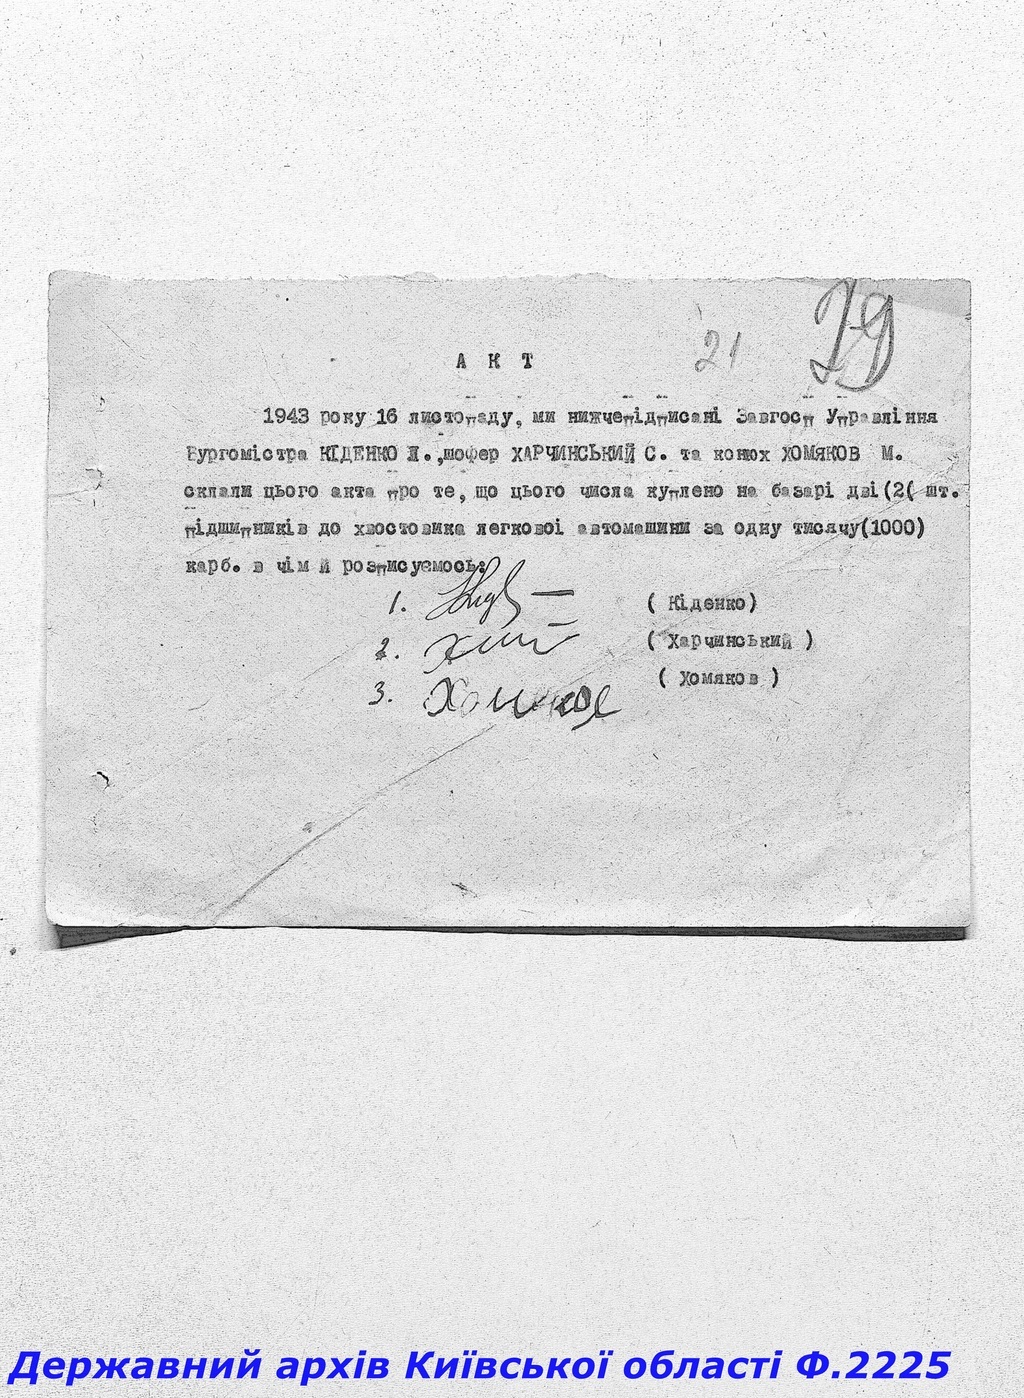 79
21
А К Т
1943 року 16 листопаду, ми нижчепідписані Завгосп Управління
Бургомістра КІДЕНКО Я.,шофер ХАРЧИНСЬКИЙ С. та конюх ХОМЯКОВ М.
склали цього акта про те, що цього числа куплено на базарі дві(2( шт.
підшипників до хвостовика легкової автомашини за одну тисячу(1000)
карб. в чім й розписуємось:
1. ( Кіденко)
2. ( Харчинський )
3. ( Хомяков )
Державний архів Київської області Ф.2225